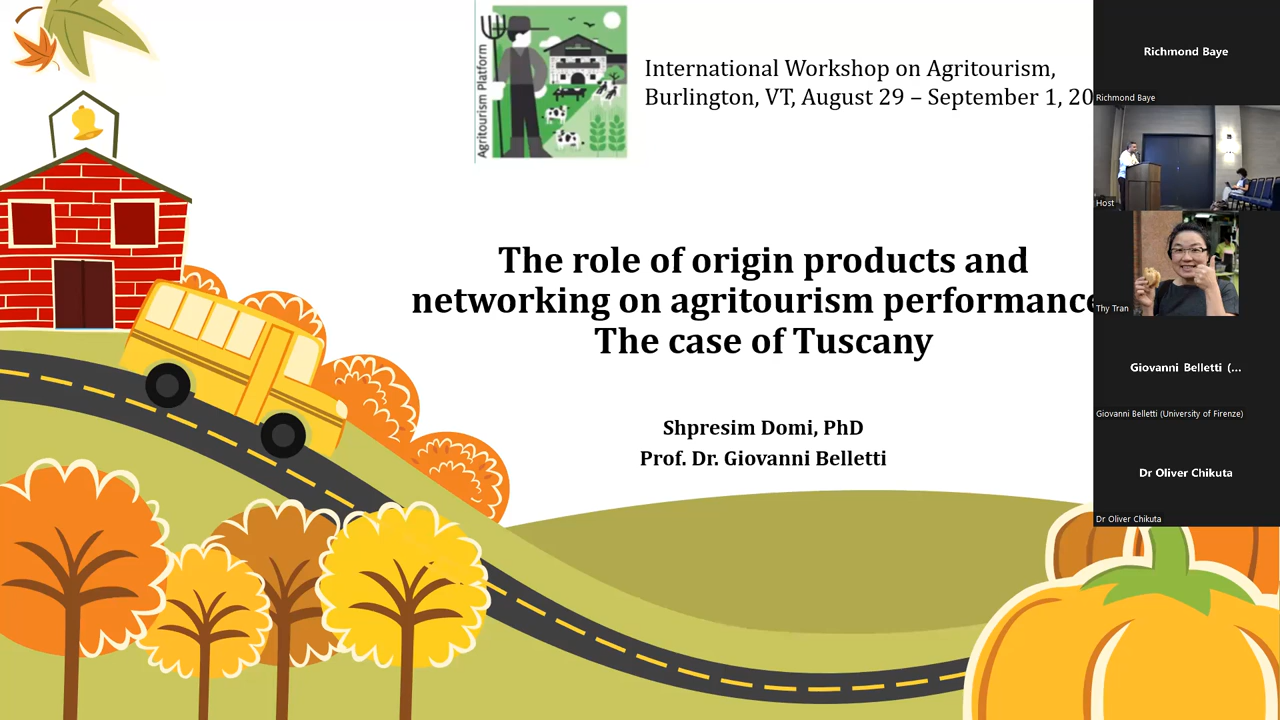 Agritourism Platform
International Workshop on Agritourism,
Burlington, VT, August 29 – September 1, 20
The role of origin products and
networking on agritourism performance
The case of Tuscany
Shpresim Domi, PhD
Prof. Dr. Giovanni Belletti
Richmond Baye
Richmond Baye
Host
Thy Tran
Giovanni Belletti (...
Giovanni Belletti (University of Firenze)
Dr Oliver Chikuta
Dr Oliver Chikuta